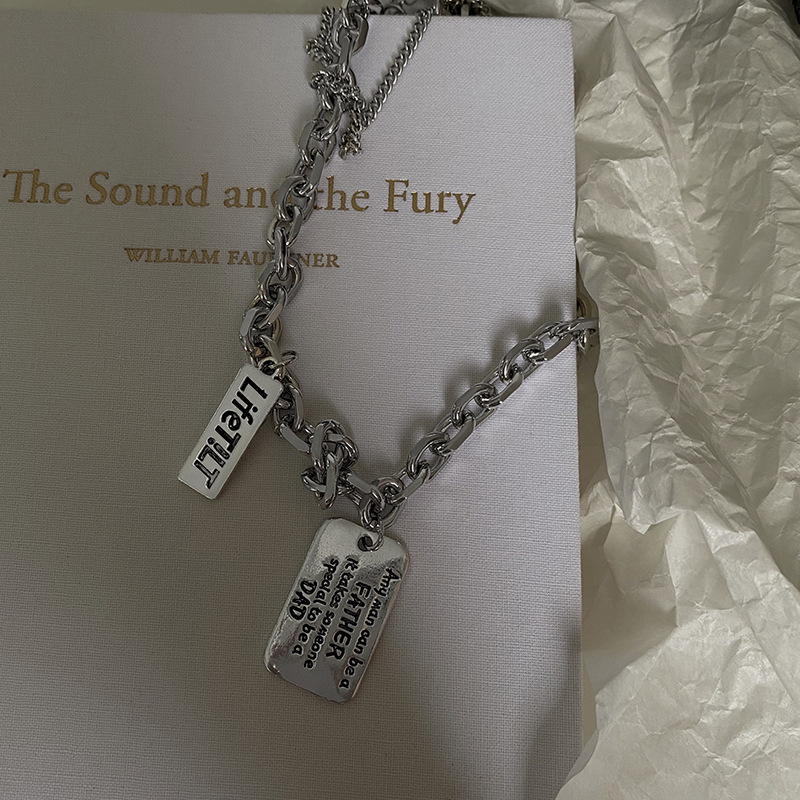 The Sound and the Fury
WILLIAM FAULKNER
LifeTILT
Any man can be a
FATHER
It takes someone
special to be a
DAD